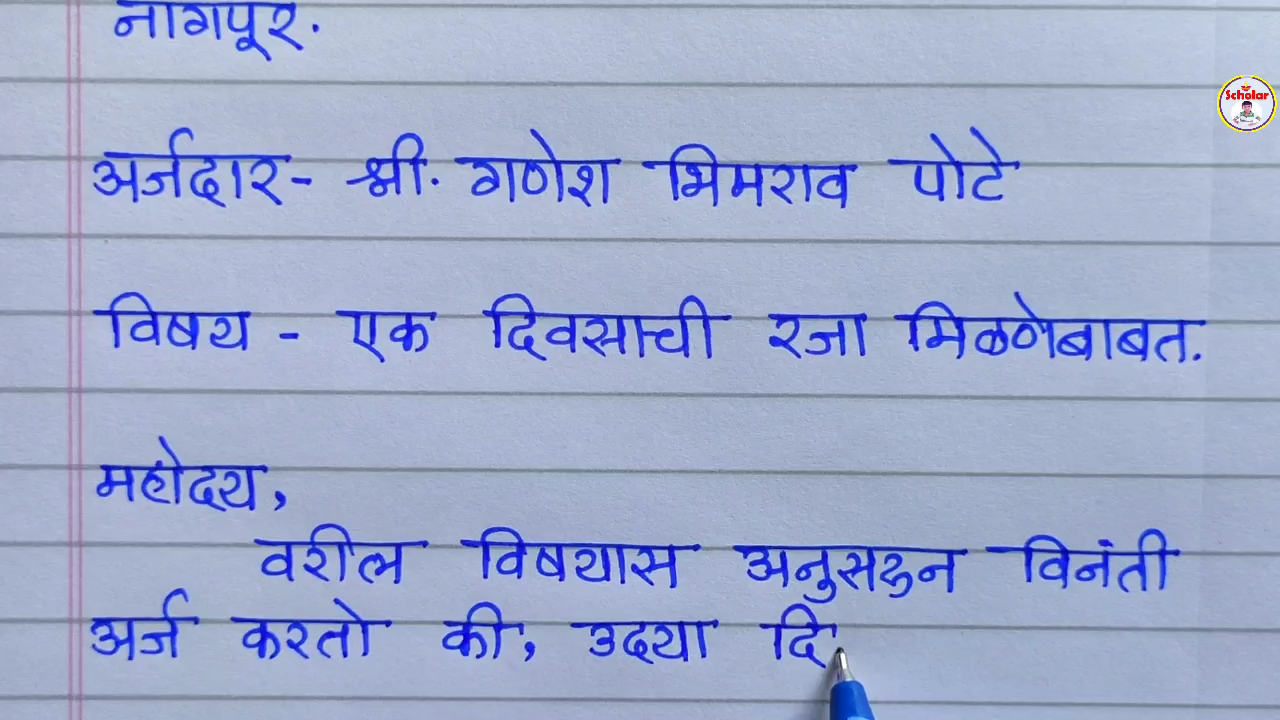 नागपूर.
Scholar
अर्जदार- श्री. गणेश भिमराव पोटे
विषय - एक दिवसाची रजा मिळणेबाबत.
महोदय,
वरील विषयास अनुसरुन विनंती
अर्ज करतो की, उदया दि